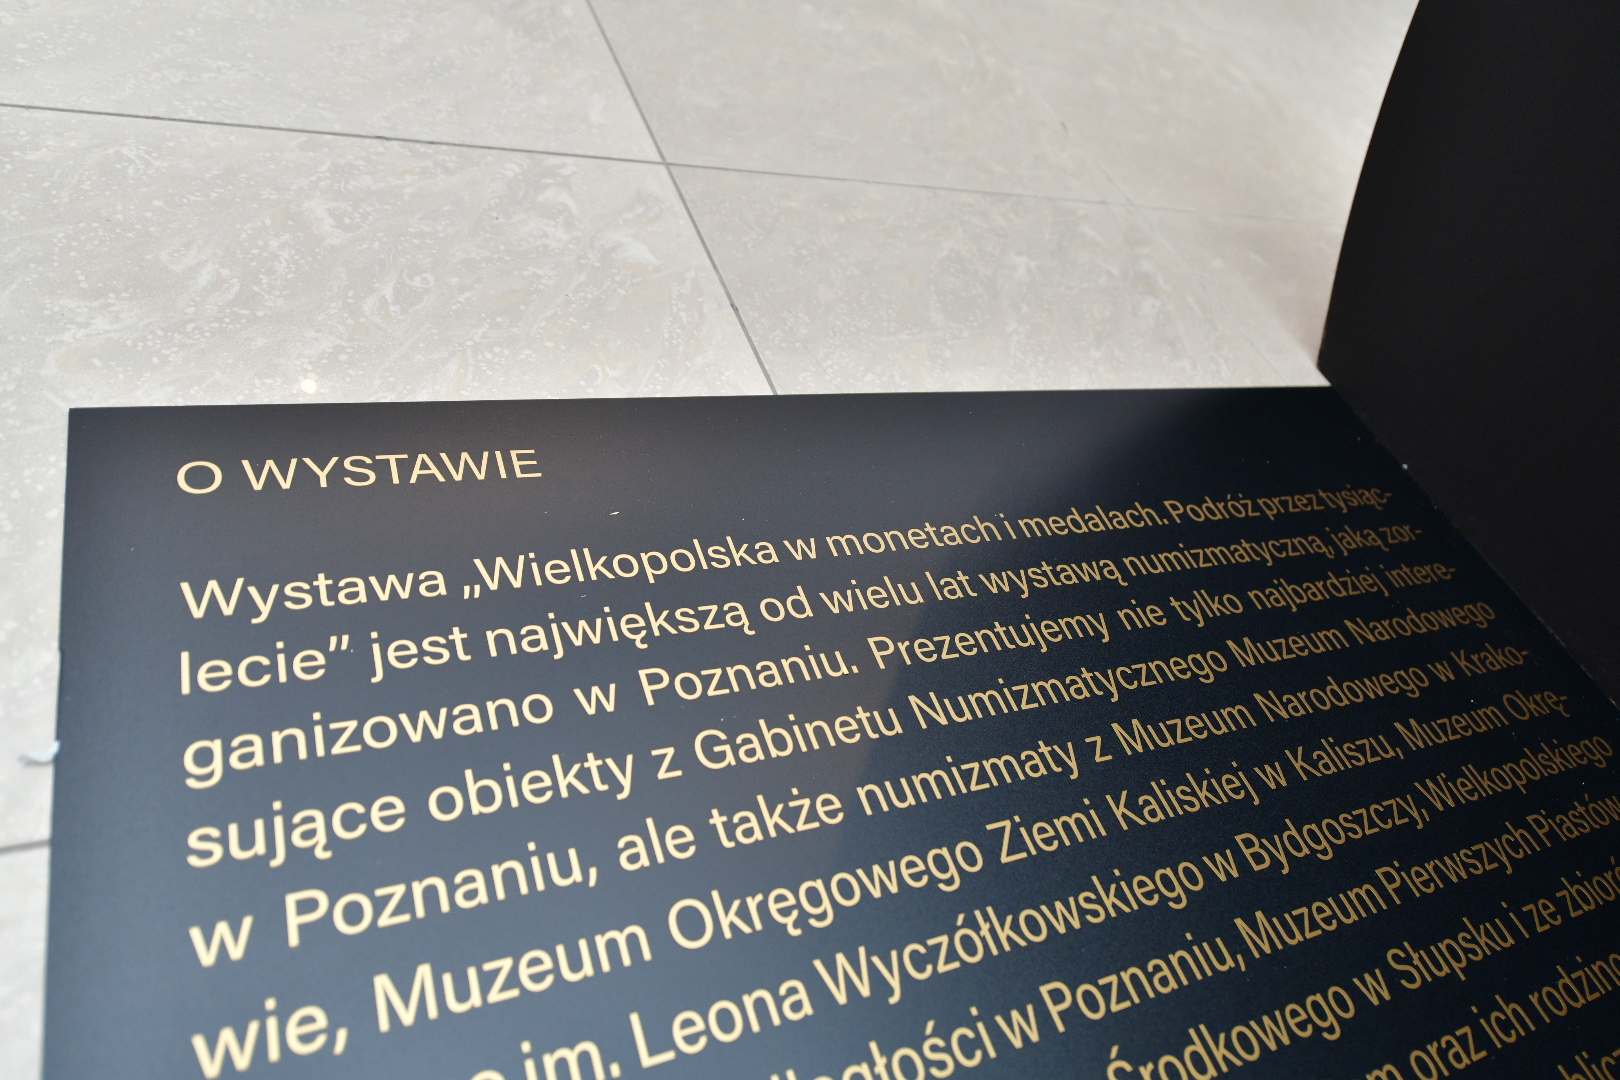 O WYSTAWIE
Wystawa „Wielkopolska w monetach i medalach. Podróż przez tysiąc-
lecie” jest największą od wielu lat wystawą numizmatyczną, jaką zor-
ganizowano w Poznaniu. Prezentujemy nie tylko najbardziej intere-
sujące obiekty z Gabinetu Numizmatycznego Muzeum Narodowego
w Poznaniu, ale także numizmaty z Muzeum Narodowego w Krako-
wie, Muzeum Okręgowego Ziemi Kaliskiej w Kaliszu, Muzeum Okrę-
im. Leona Wyczółkowskiego w Bydgoszczy, Wielkopolskiego
w Poznaniu, Muzeum Pierwszych Piastów
Środkowego w Słupsku i ze
oraz ich